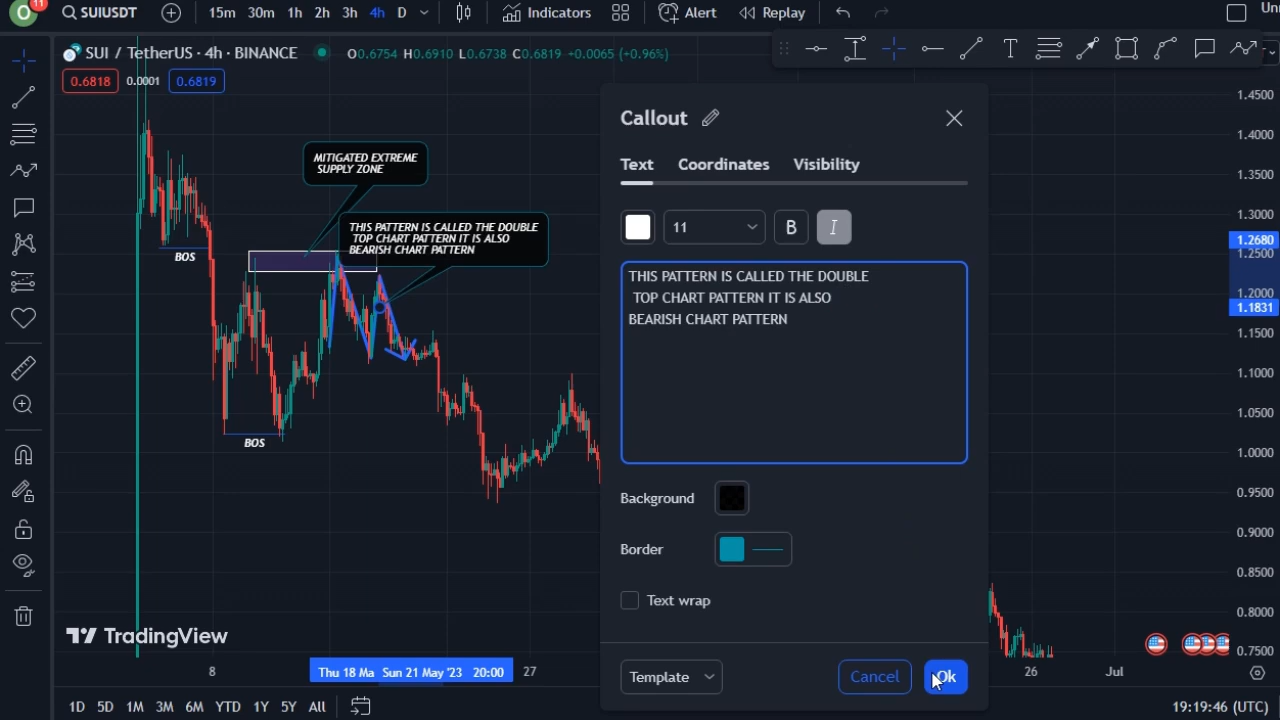 11
SUIUSDT
15m 30m 1h 2h 3h 4h D
Indicators
Alert
Replay
SUI / TetherUS · 4h · BINANCE
O0.6754 H0.6910 L0.6738 C0.6819 +0.0065 (+0.96%)
0.6818 0.0001 0.6819
MITIGATED EXTREME
SUPPLY ZONE
THIS PATTERN IS CALLED THE DOUBLE
TOP CHART PATTERN IT IS ALSO
BEARISH CHART PATTERN
BOS
BOS
Callout
Text Coordinates Visibility
11 B I
THIS PATTERN IS CALLED THE DOUBLE
TOP CHART PATTERN IT IS ALSO
BEARISH CHART PATTERN
Background
Border
Text wrap
Template
Cancel
Ok
1.4500
1.4000
1.3500
1.3000
1.2680
1.2500
1.2000
1.1831
1.1500
1.1000
1.0500
1.0000
0.9500
0.9000
0.8500
0.8000
0.7500
TradingView
8
Thu 18 Ma
Sun 21 May '23 20:00
27
26
Jul
1D 5D 1M 3M 6M YTD 1Y 5Y All
19:19:46 (UTC)